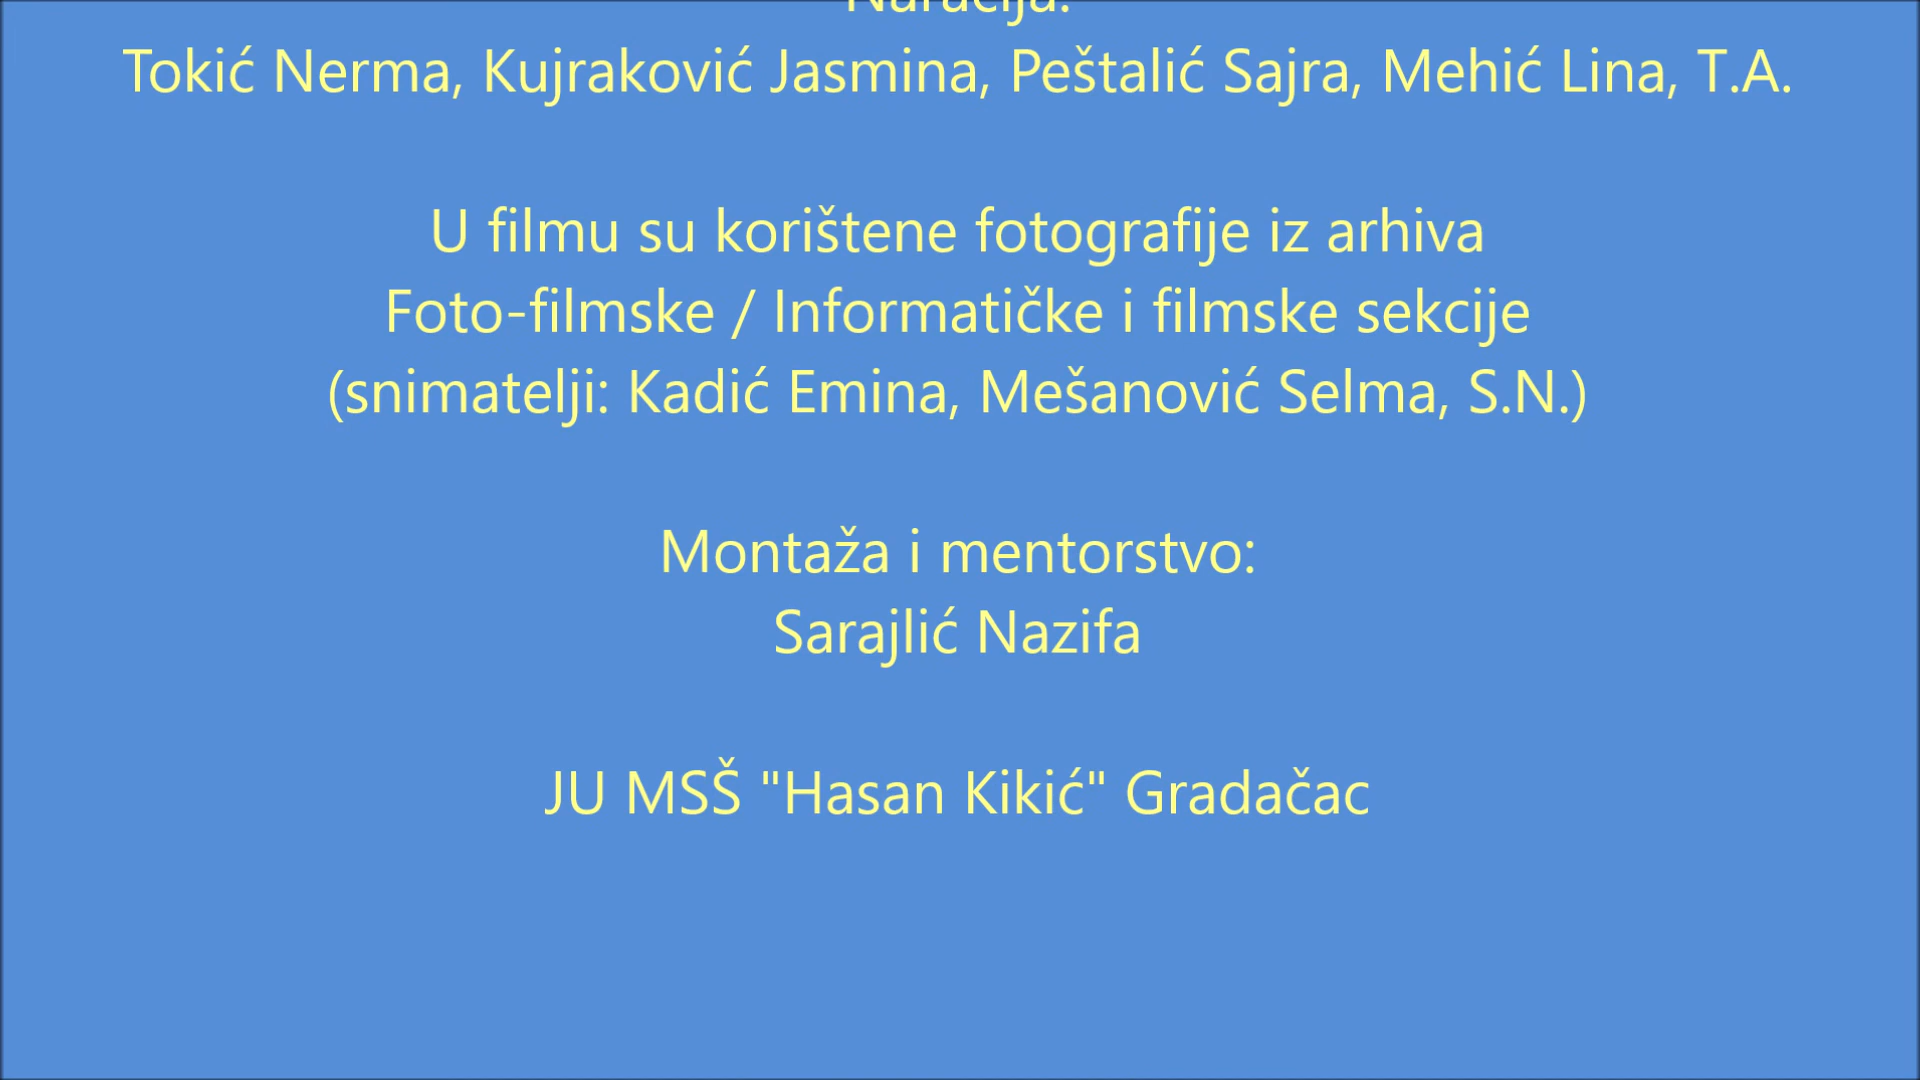 Naracija:
Tokić Nerma, Kujraković Jasmina, Peštalić Sajra, Mehić Lina, T.A.
U filmu su korištene fotografije iz arhiva
Foto-filmske / Informatičke i filmske sekcije
(snimatelji: Kadić Emina, Mešanović Selma, S.N.)
Montaža i mentorstvo:
Sarajlić Nazifa
JU MSŠ "Hasan Kikić" Gradačac